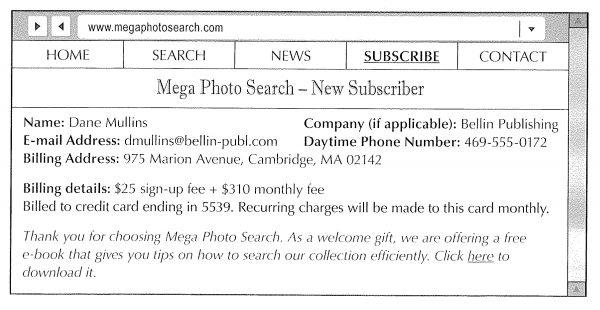 www.megaphotosearch.com
HOME SEARCH NEWS SUBSCRIBE CONTACT
Mega Photo Search – New Subscriber
Name: Dane Mullins Company (if applicable): Bellin Publishing
E-mail Address: dmullins@bellin-publ.com Daytime Phone Number: 469-555-0172
Billing Address: 975 Marion Avenue, Cambridge, MA 02142
Billing details: $25 sign-up fee + $310 monthly fee
Billed to credit card ending in 5539. Recurring charges will be made to this card monthly.
Thank you for choosing Mega Photo Search. As a welcome gift, we are offering a free
e-book that gives you tips on how to search our collection efficiently. Click here to
download it.